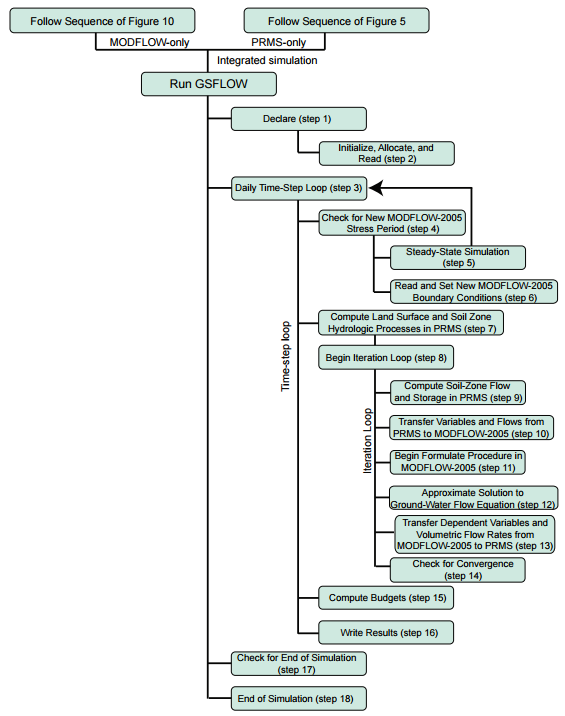 Follow Sequence of Figure 10
Follow Sequence of Figure 5
MODFLOW-only
PRMS-only
Integrated simulation
Run GSFLOW
Declare (step 1)
Initialize, Allocate, and
Read (step 2)
Daily Time-Step Loop (step 3)
Check for New MODFLOW-2005
Stress Period (step 4)
Steady-State Simulation
(step 5)
Read and Set New MODFLOW-2005
Boundary Conditions (step 6)
Time-step loop
Compute Land Surface and Soil Zone
Hydrologic Processes in PRMS (step 7)
Begin Iteration Loop (step 8)
Iteration Loop
Compute Soil-Zone Flow
and Storage in PRMS (step 9)
Transfer Variables and Flows from
PRMS to MODFLOW-2005 (step 10)
Begin Formulate Procedure in
MODFLOW-2005 (step 11)
Approximate Solution to
Ground-Water Flow Equation (step 12)
Transfer Dependent Variables and
Volumetric Flow Rates from
MODFLOW-2005 to PRMS (step 13)
Check for Convergence
(step 14)
Compute Budgets (step 15)
Write Results (step 16)
Check for End of Simulation
(step 17)
End of Simulation (step 18)